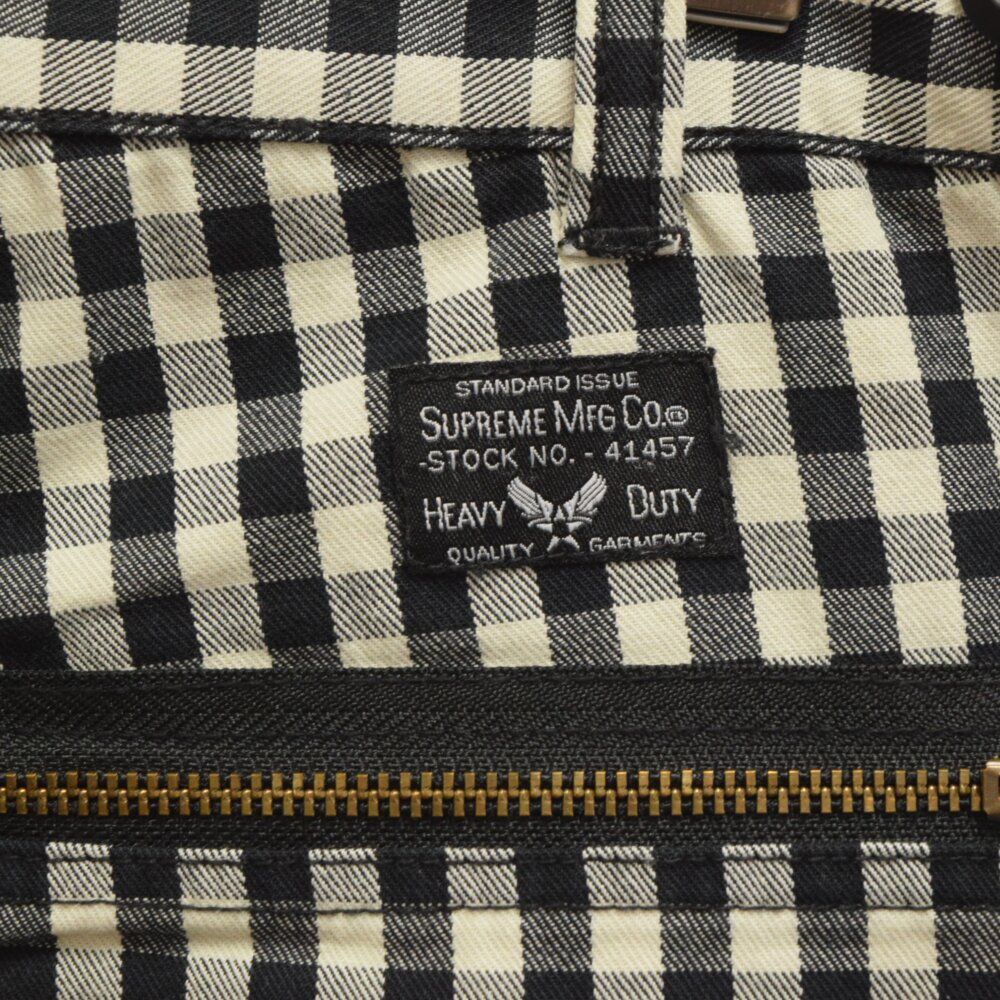 STANDARD ISSUE
SUPREME MFG CO.
-STOCK NO. - 41457
HEAVY DUTY
QUALITY GARMENTS